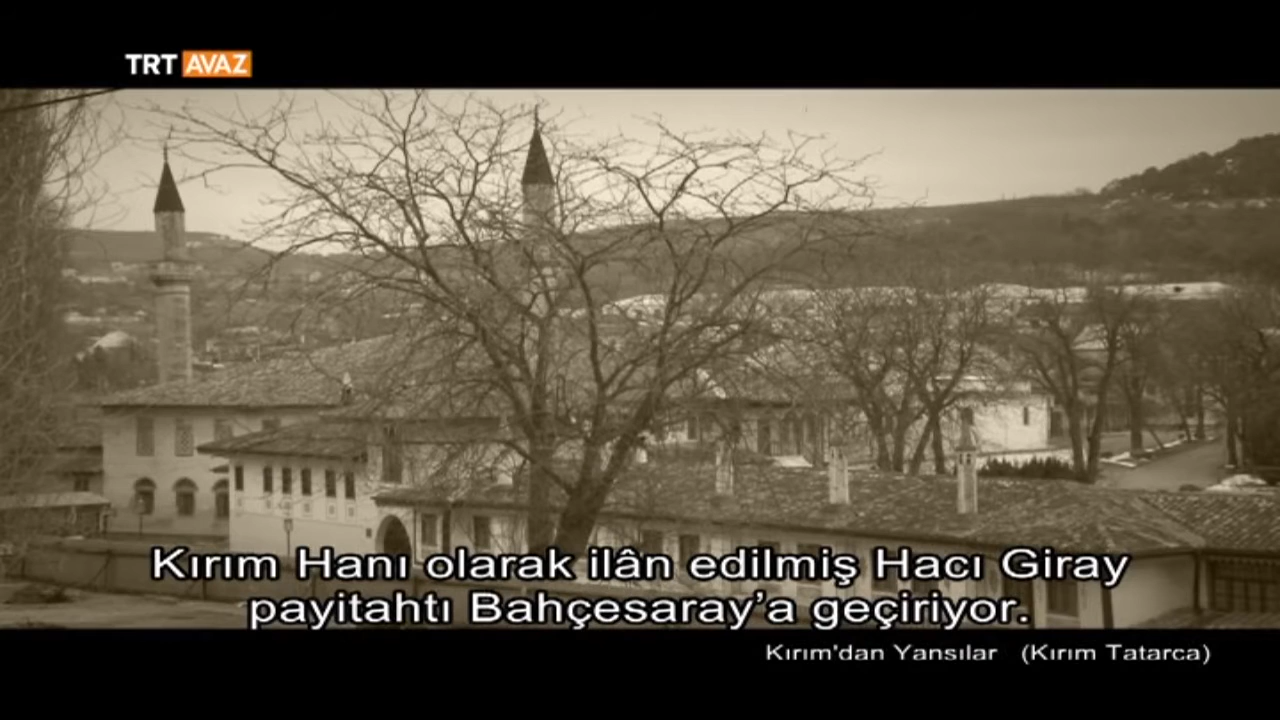 TRT AVAZ
Kırım Hanı olarak ilân edilmiş Hacı Giray
payitahtı Bahçesaray’a geçiriyor.
Kırım'dan Yansılar (Kırım Tatarca)